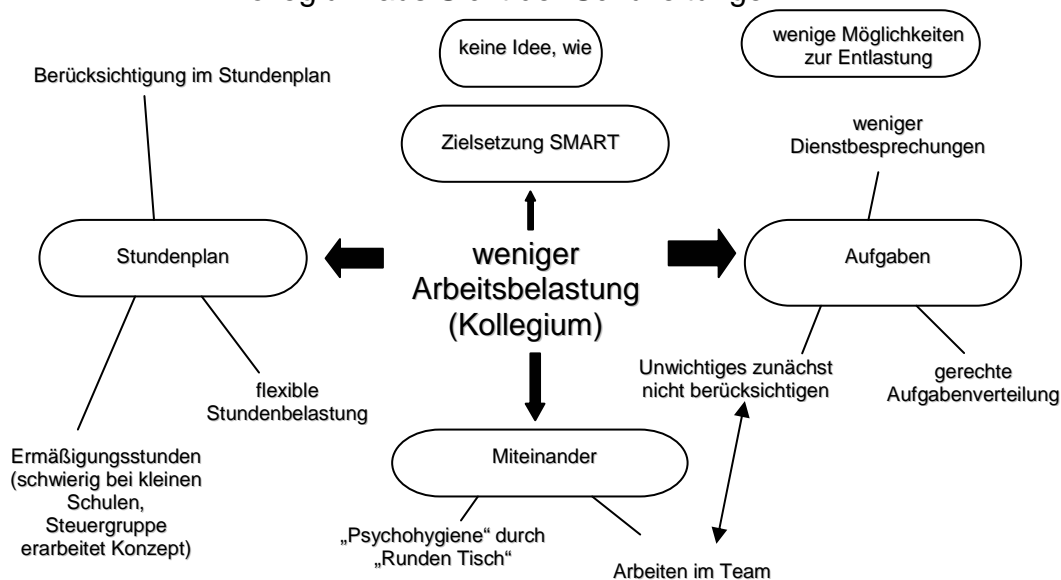 keine Idee, wie
wenige Möglichkeiten
zur Entlastung
Berücksichtigung im Stundenplan
Zielsetzung SMART
weniger
Dienstbesprechungen
Stundenplan
weniger
Arbeitsbelastung
(Kollegium)
Aufgaben
flexible
Stundenbelastung
Unwichtiges zunächst
nicht berücksichtigen
gerechte
Aufgabenverteilung
Ermäßigungsstunden
(schwierig bei kleinen
Schulen,
Steuergruppe
erarbeitet Konzept)
Miteinander
„Psychohygiene“ durch
„Runden Tisch“
Arbeiten im Team